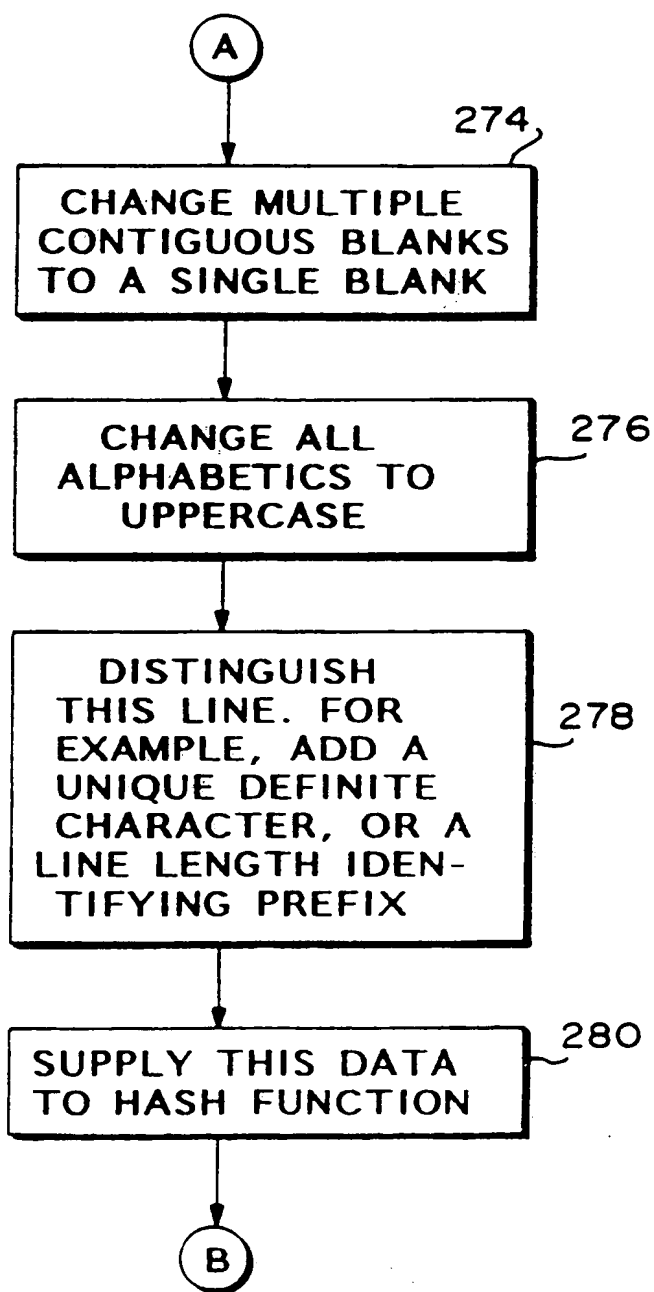 A
274
CHANGE MULTIPLE
CONTIGUOUS BLANKS
TO A SINGLE BLANK
276
CHANGE ALL
ALPHABETICS TO
UPPERCASE
278
DISTINGUISH
THIS LINE. FOR
EXAMPLE, ADD A
UNIQUE DEFINITE
CHARACTER, OR A
LINE LENGTH IDEN-
TIFYING PREFIX
280
SUPPLY THIS DATA
TO HASH FUNCTION
B